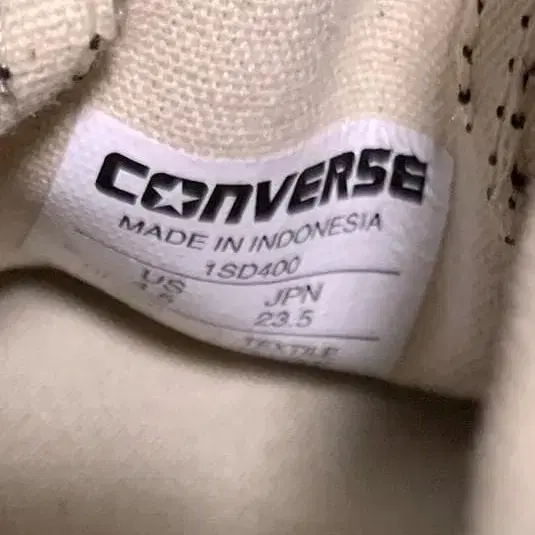 CONVERSE
MADE IN INDONESIA
1SD400
US JPN
23.5
TEXTILE